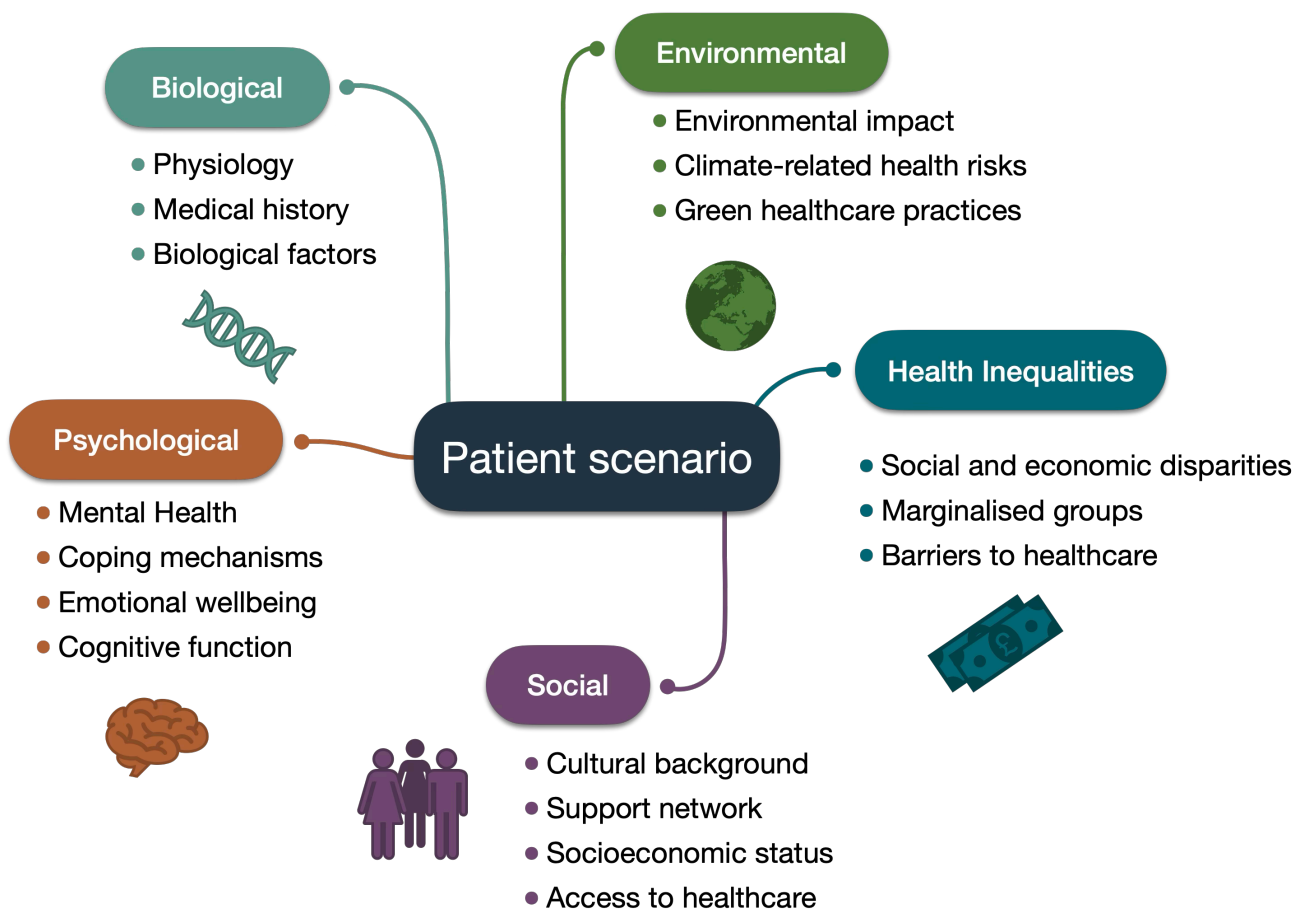 Biological
Physiology
Medical history
Biological factors
Environmental
Environmental impact
Climate-related health risks
Green healthcare practices
Health Inequalities
Social and economic disparities
Marginalised groups
Barriers to healthcare
£
Patient scenario
Psychological
Mental Health
Coping mechanisms
Emotional wellbeing
Cognitive function
Social
Cultural background
Support network
Socioeconomic status
Access to healthcare